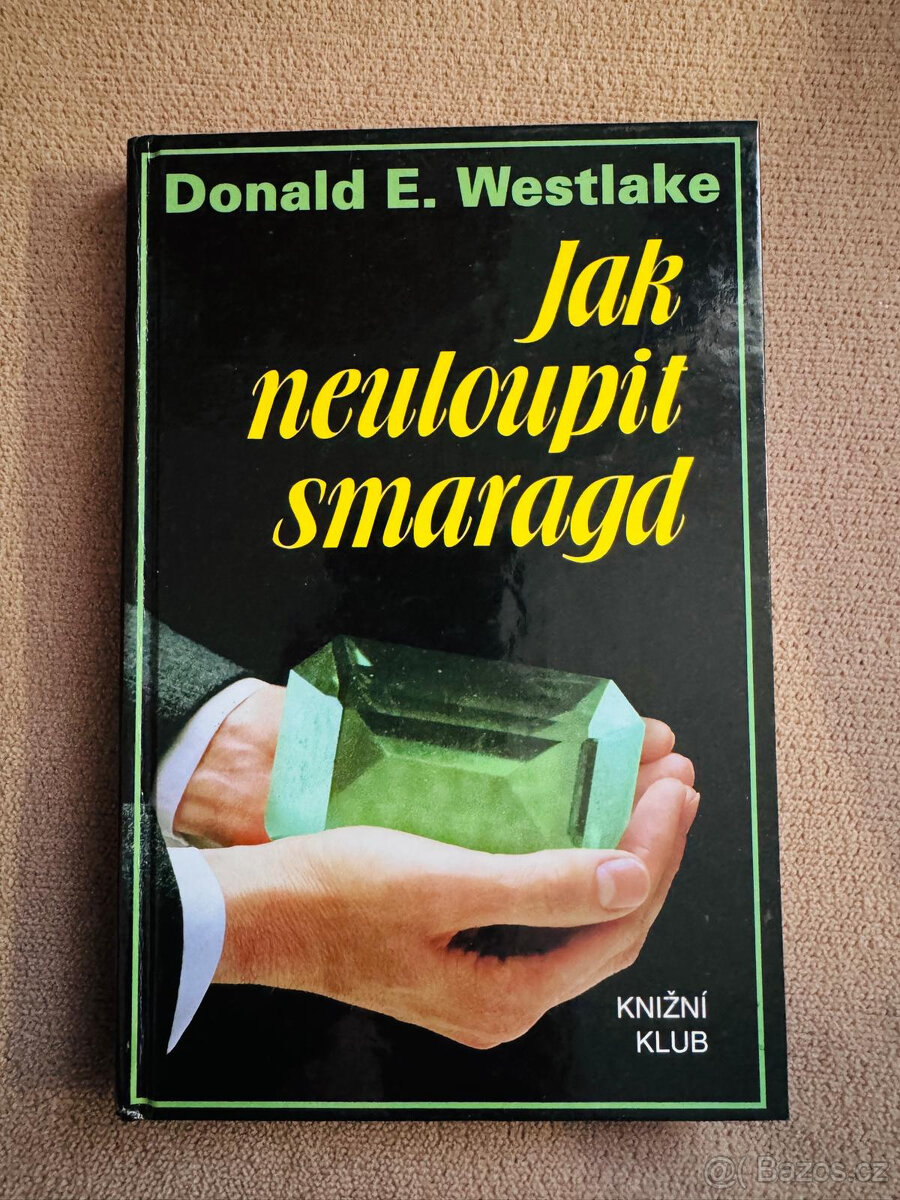 Donald E. Westlake
Jak
neuloupit
smaragd
KNIŽNÍ
KLUB
@ Bazos.cz